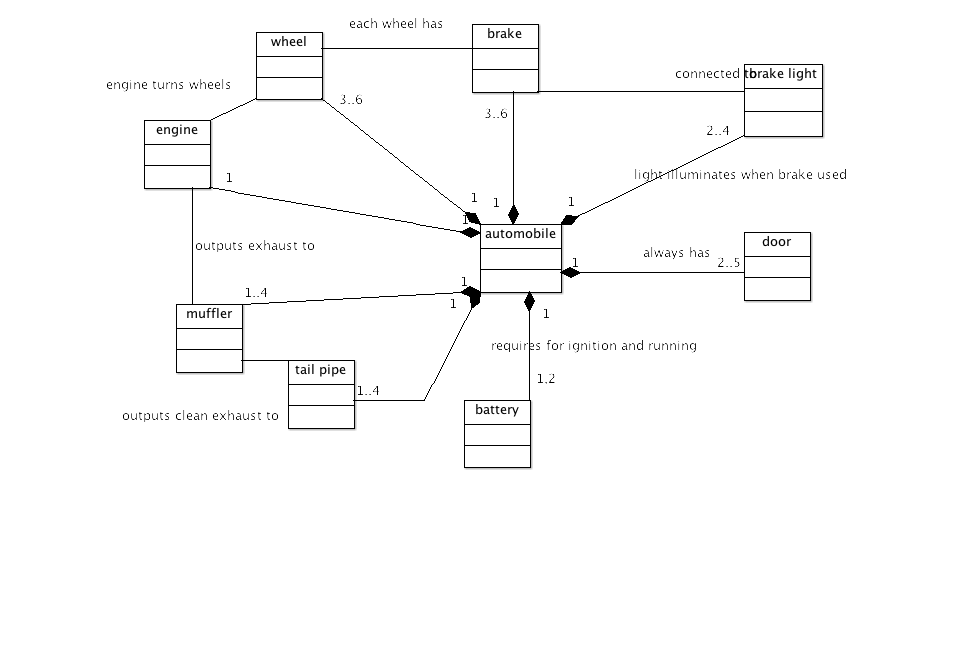 each wheel has
brake
wheel
connected to
brake light
engine turns wheels
3..6
3..6
engine
2..4
1
light illuminates when brake used
1
1
1
1
automobile
door
outputs exhaust to
always has
1
2..5
1
1..4
1
muffler
1
requires for ignition and running
tail pipe
1..4
1,2
outputs clean exhaust to
battery